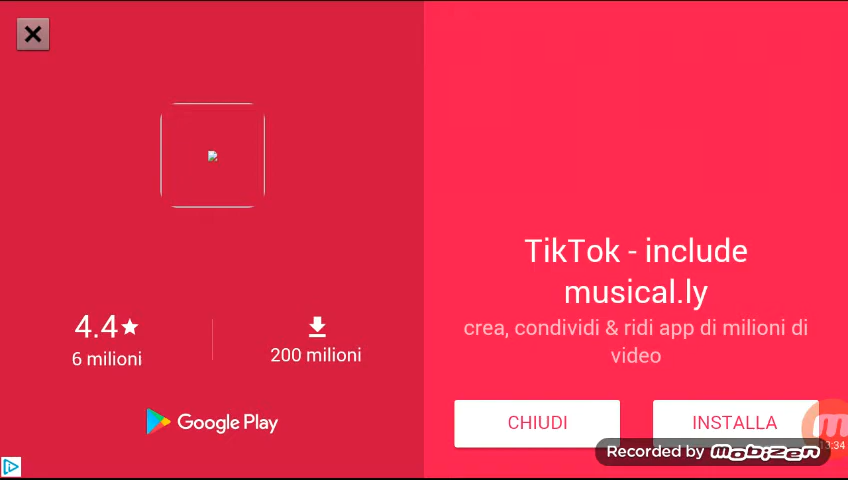 4.4★
6 milioni
200 milioni
Google Play
TikTok - include
musical.ly
crea, condividi & ridi app di milioni di
video
CHIUDI
INSTALLA
Recorded by mobizen